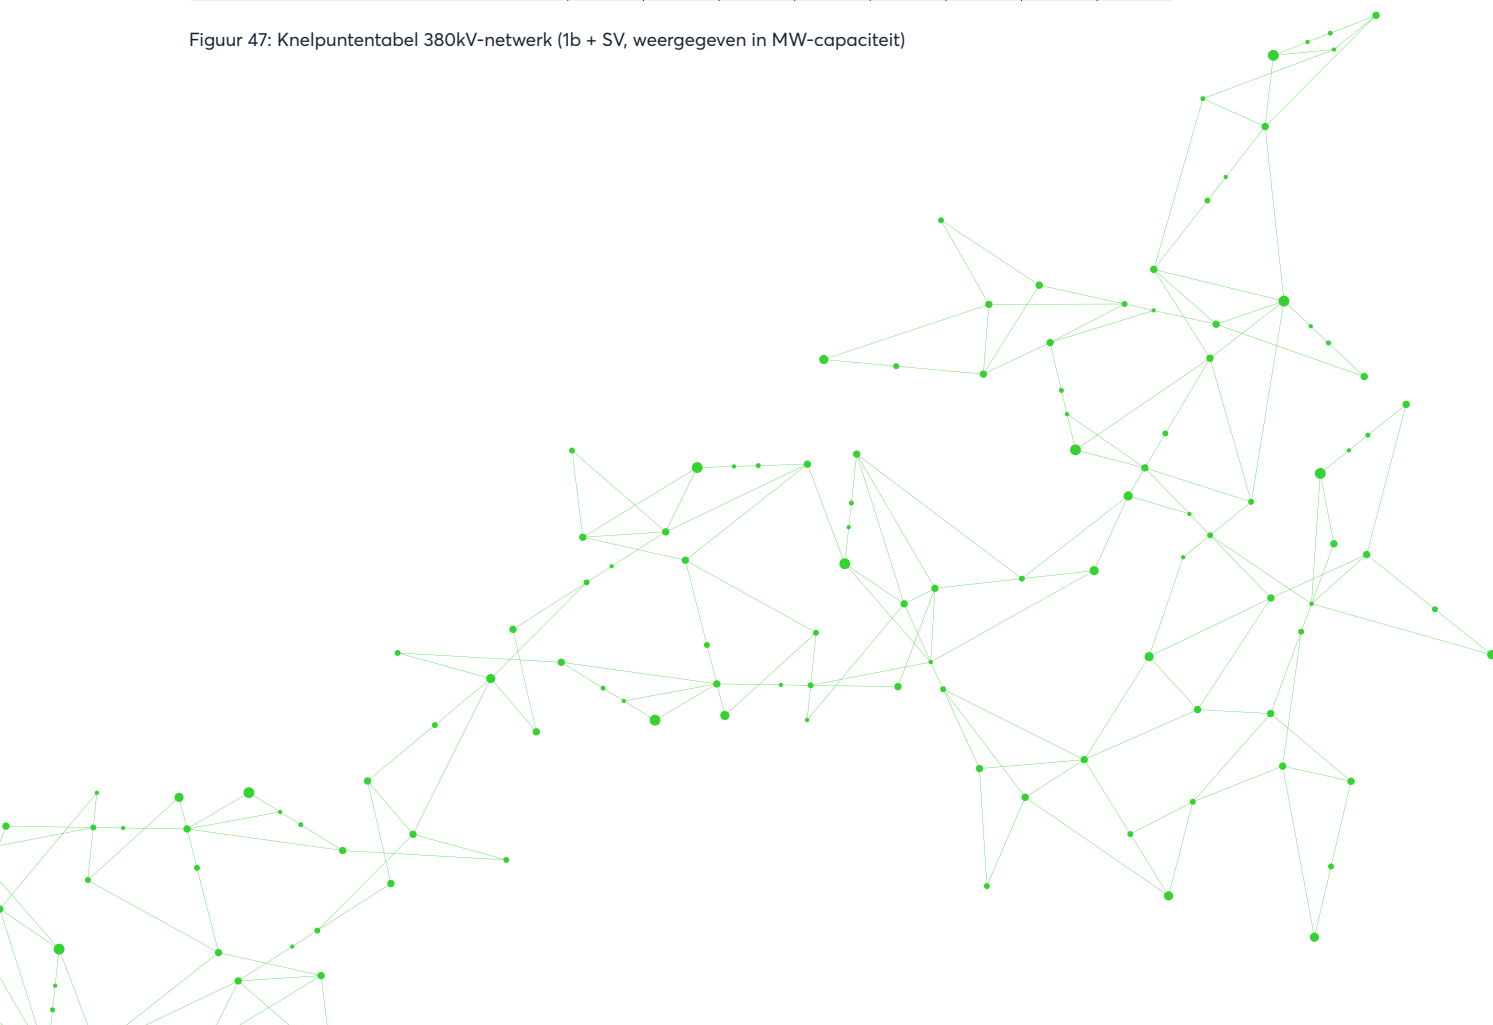 Figuur 47: Knelpuntentabel 380kV-netwerk (1b + SV, weergegeven in MW-capaciteit)